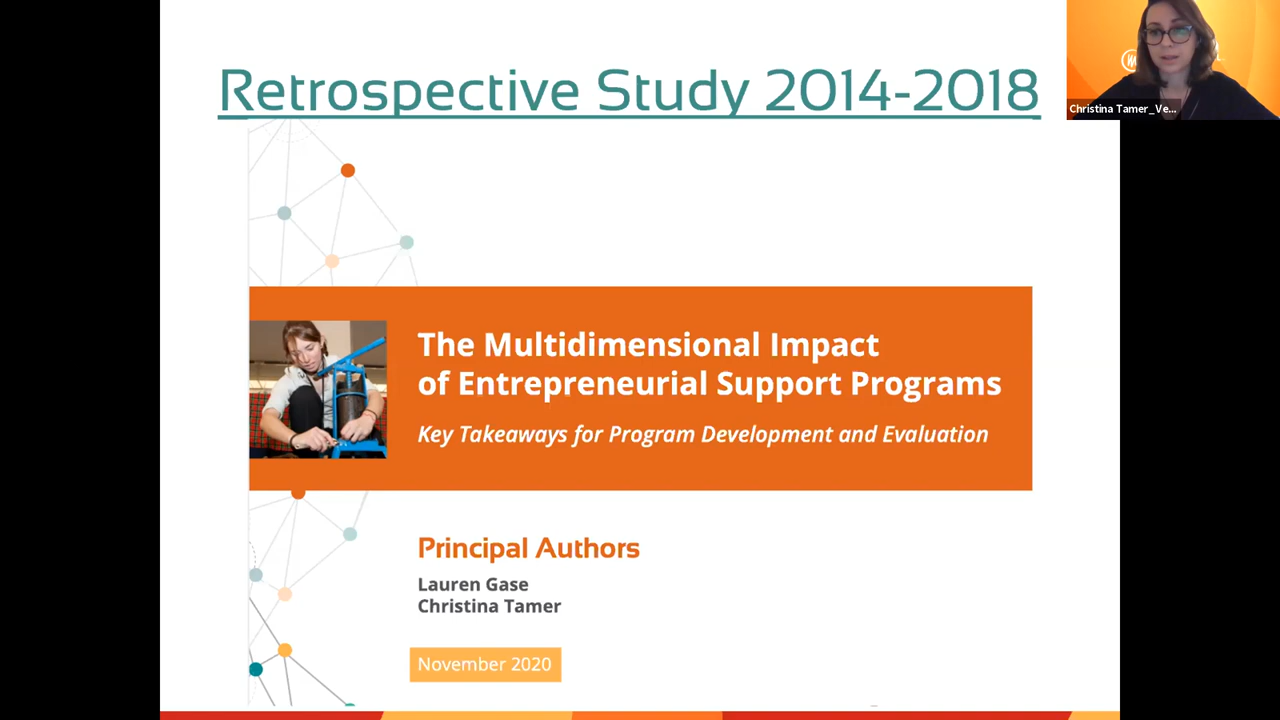 Retrospective Study 2014-2018
Christina Tamer_Ve...
The Multidimensional Impact
of Entrepreneurial Support Programs
Key Takeaways for Program Development and Evaluation
Principal Authors
Lauren Gase
Christina Tamer
November 2020